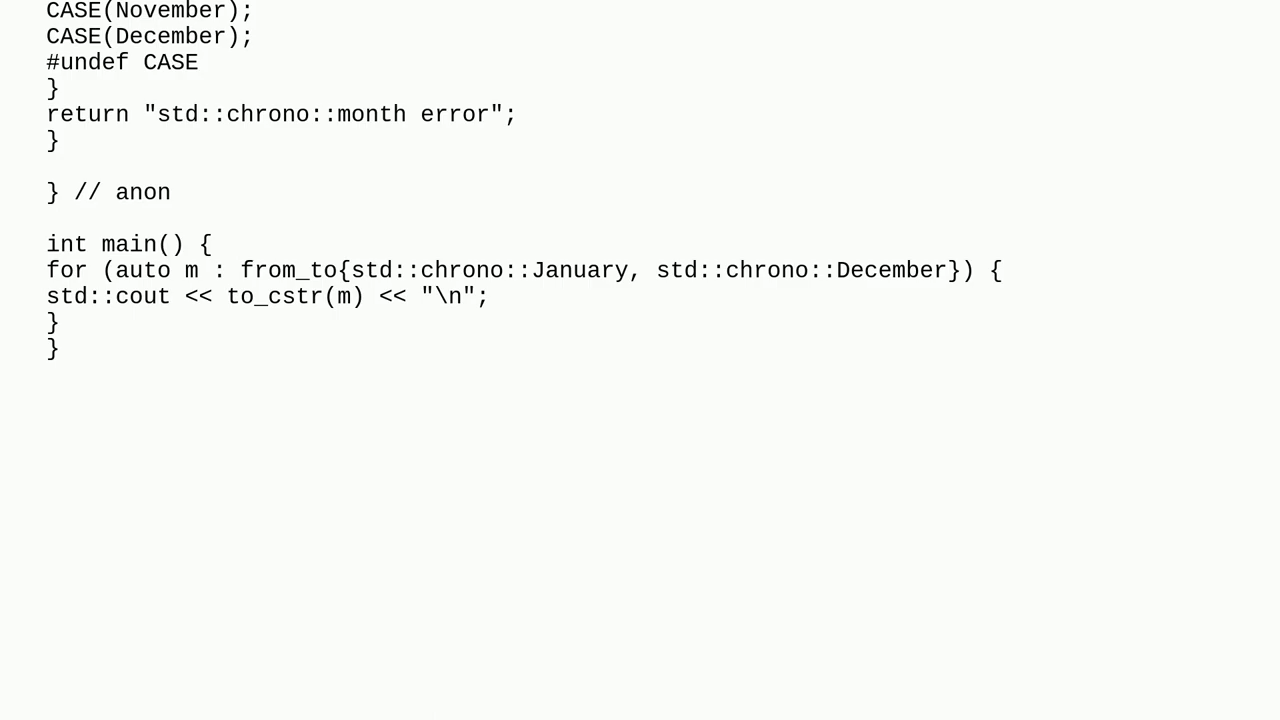 CASE(November);
CASE(December);
#undef CASE
}
return "std::chrono::month error";
}
} // anon
int main() {
for (auto m : from_to{std::chrono::January, std::chrono::December}) {
std::cout << to_cstr(m) << "\n";
}
}